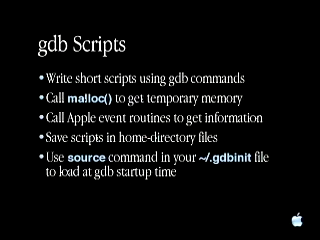 gdb Scripts
•Write short scripts using gdb commands
•Call malloc() to get temporary memory
•Call Apple event routines to get information
•Save scripts in home-directory files
•Use source command in your ~/.gdbinit file
to load at gdb startup time